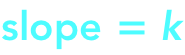 slope = k